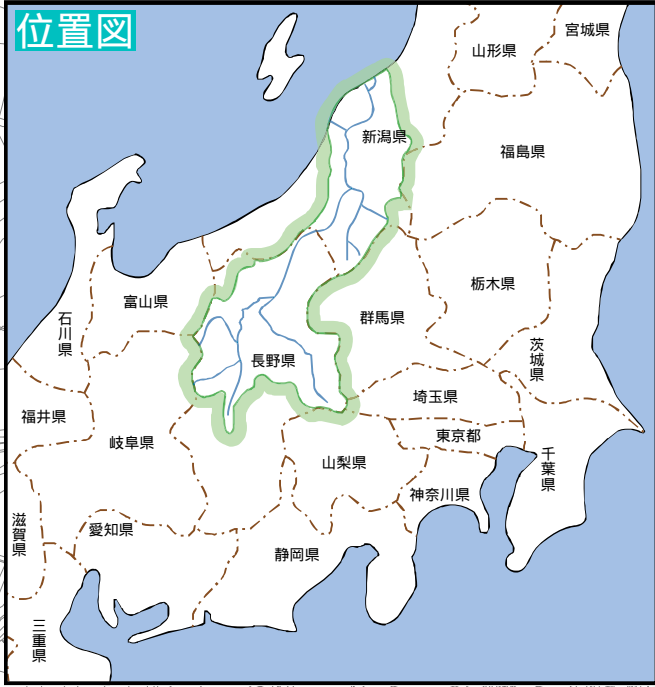 位置図
宮城県
山形県
新潟県
福島県
栃木県
富山県
群馬県
石川県
茨城県
長野県
埼玉県
福井県
東京都
岐阜県
山梨県
千葉県
神奈川県
滋賀県
愛知県
静岡県
三重県